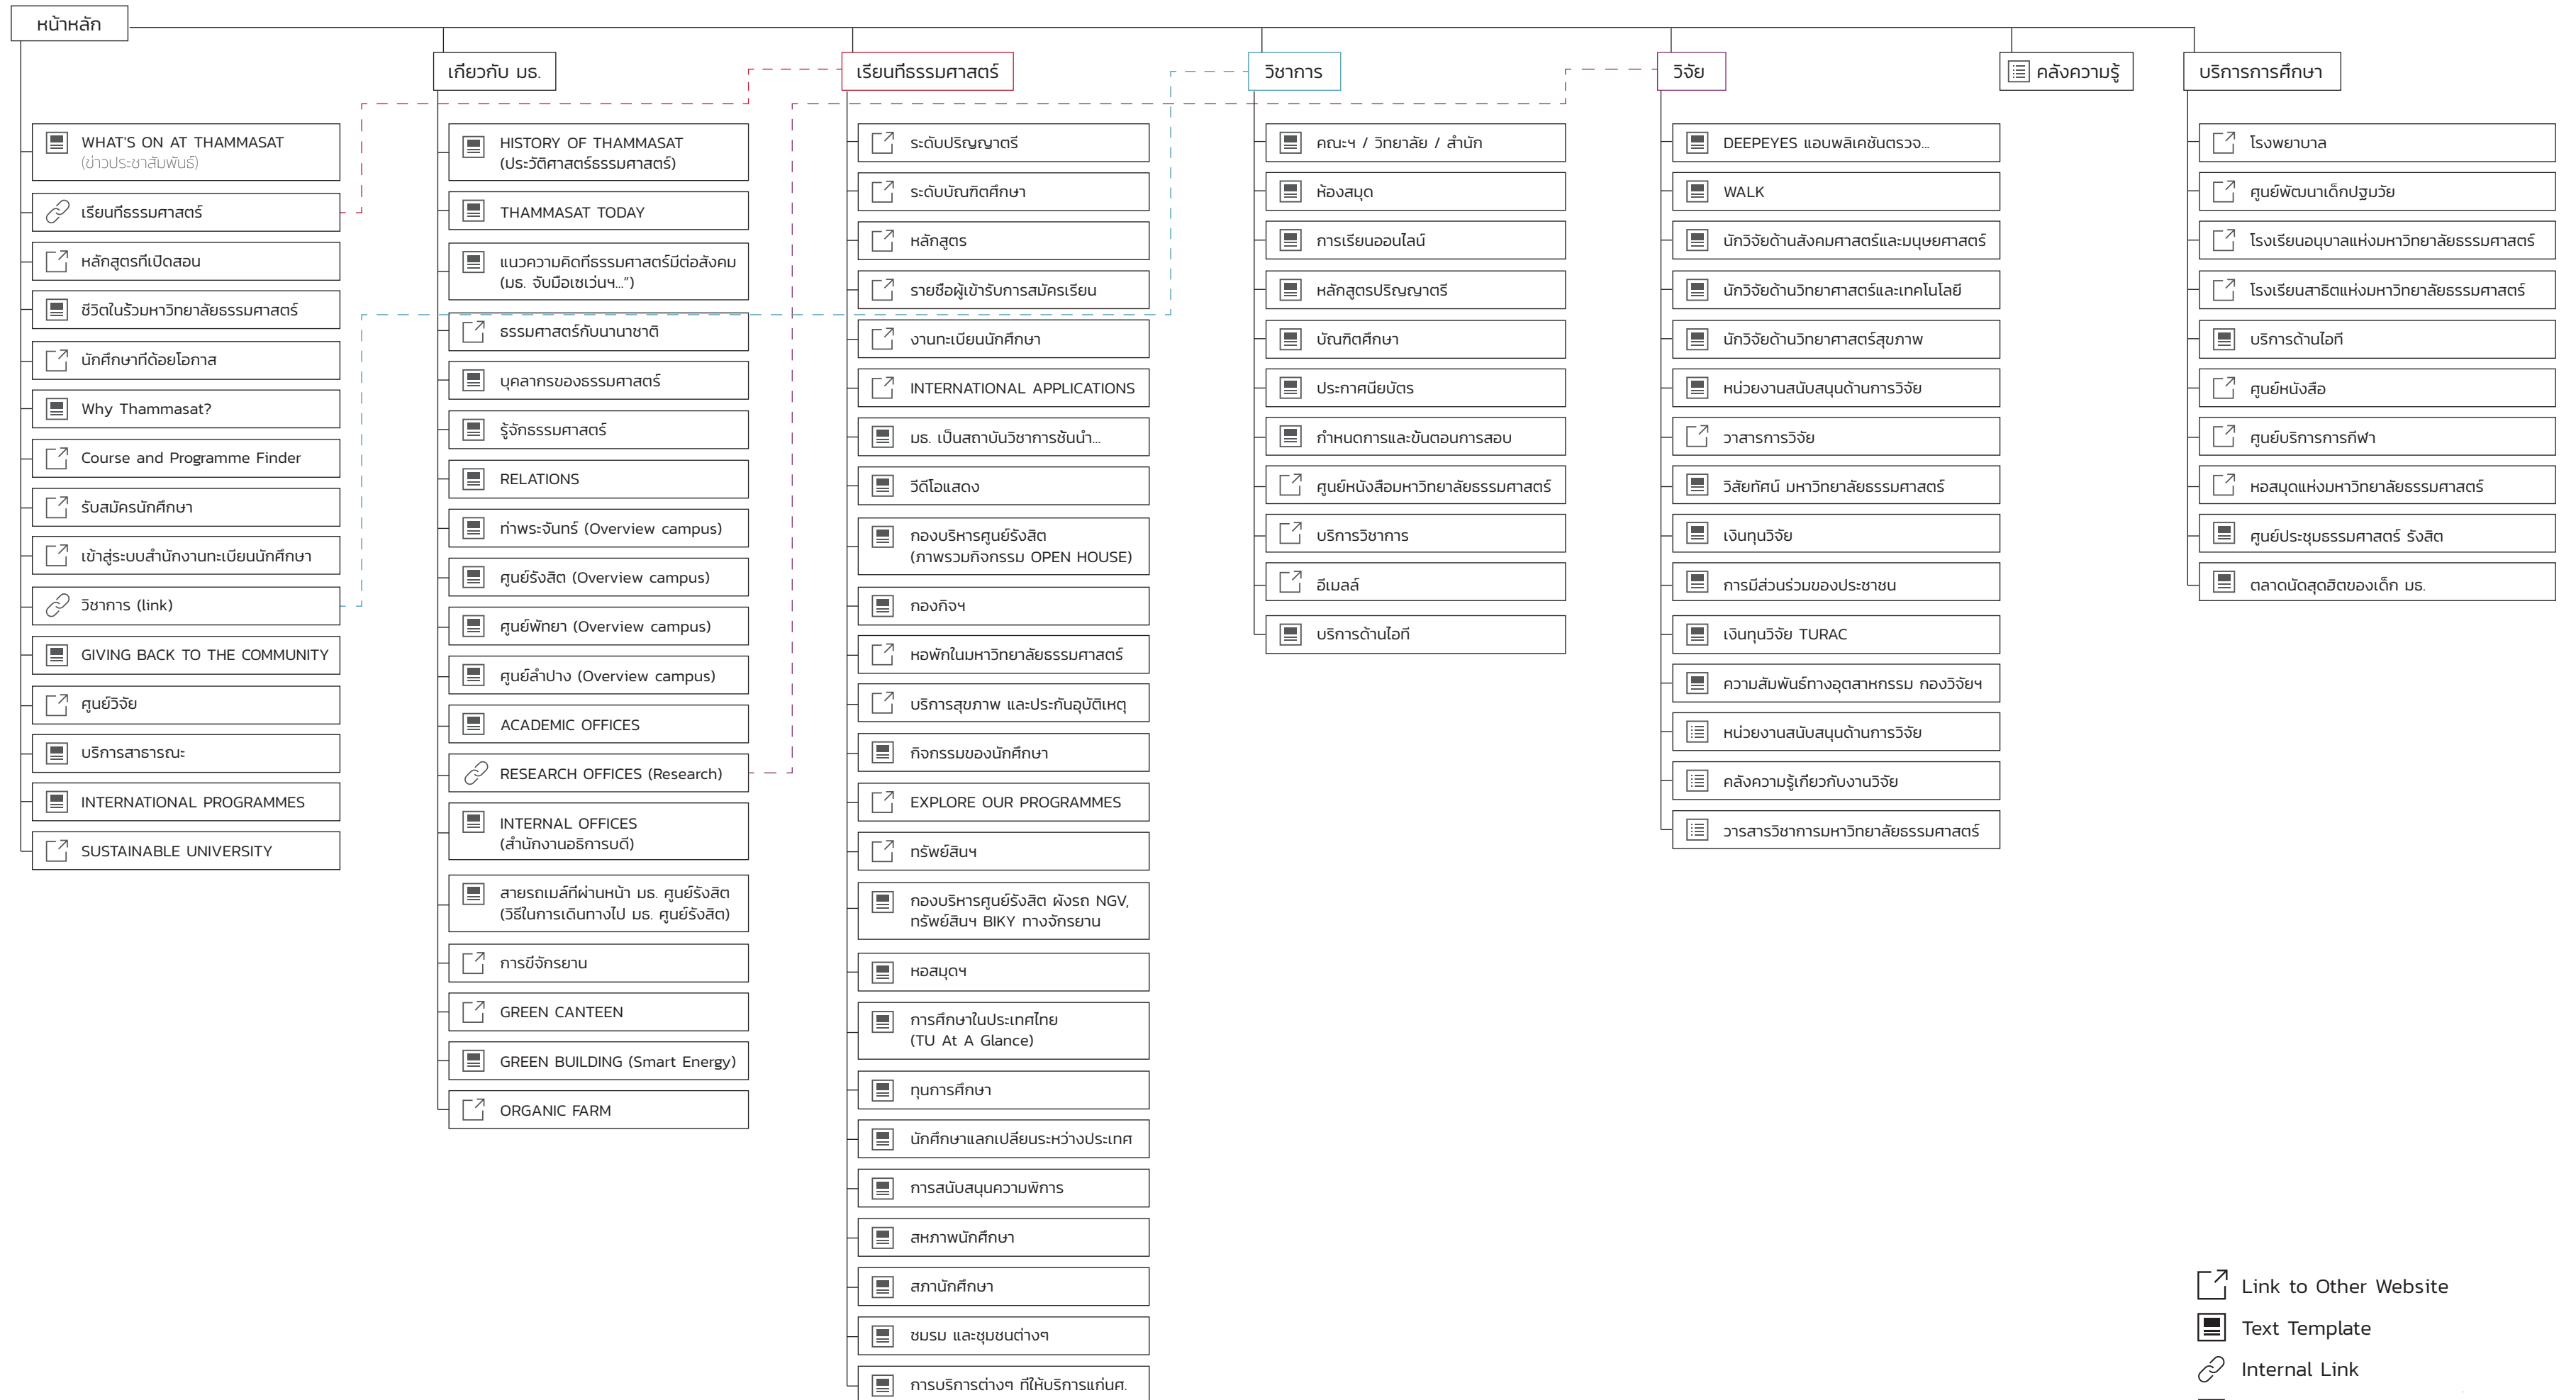 หน้าหลัก
เกี่ยวกับ มธ.
เรียนที่ธรรมศาสตร์
วิชาการ
วิจัย
คลังความรู้
บริการการศึกษา
WHAT'S ON AT THAMMASAT
(ข่าวประชาสัมพันธ์)
เรียนที่ธรรมศาสตร์
หลักสูตรที่เปิดสอน
ชีวิตในรั้วมหาวิทยาลัยธรรมศาสตร์
นักศึกษาที่ด้อยโอกาส
Why Thammasat?
Course and Programme Finder
รับสมัครนักศึกษา
เข้าสู่ระบบสำนักงานทะเบียนนักศึกษา
วิชาการ (link)
GIVING BACK TO THE COMMUNITY
ศูนย์วิจัย
บริการสาธารณะ
INTERNATIONAL PROGRAMMES
SUSTAINABLE UNIVERSITY
HISTORY OF THAMMASAT
(ประวัติศาสตร์ธรรมศาสตร์)
THAMMASAT TODAY
แนวความคิดที่ธรรมศาสตร์มีต่อสังคม
(มธ. จับมือเซเว่นฯ...")
ธรรมศาสตร์กับนานาชาติ
บุคลากรของธรรมศาสตร์
รู้จักธรรมศาสตร์
RELATIONS
ท่าพระจันทร์ (Overview campus)
ศูนย์รังสิต (Overview campus)
ศูนย์พัทยา (Overview campus)
ศูนย์ลำปาง (Overview campus)
ACADEMIC OFFICES
RESEARCH OFFICES (Research)
INTERNAL OFFICES
(สำนักงานอธิการบดี)
สายรถเมล์ที่ผ่านหน้า มธ. ศูนย์รังสิต
(วิธีในการเดินทางไป มธ. ศูนย์รังสิต)
การขี่จักรยาน
GREEN CANTEEN
GREEN BUILDING (Smart Energy)
ORGANIC FARM
ระดับปริญญาตรี
ระดับบัณฑิตศึกษา
หลักสูตร
รายชื่อผู้เข้ารับการสมัครเรียน
งานทะเบียนนักศึกษา
INTERNATIONAL APPLICATIONS
มธ. เป็นสถาบันวิชาการชั้นนำ...
วีดีโอแสดง
กองบริหารศูนย์รังสิต
(ภาพรวมกิจกรรม OPEN HOUSE)
กองกิจฯ
หอพักในมหาวิทยาลัยธรรมศาสตร์
บริการสุขภาพ และประกันอุบัติเหตุ
กิจกรรมของนักศึกษา
EXPLORE OUR PROGRAMMES
ทรัพย์สินฯ
กองบริหารศูนย์รังสิต ผังรถ NGV,
ทรัพย์สินฯ BIKY ทางจักรยาน
หอสมุดฯ
การศึกษาในประเทศไทย
(TU At A Glance)
ทุนการศึกษา
นักศึกษาแลกเปลี่ยนระหว่างประเทศ
การสนับสนุนความพิการ
สหภาพนักศึกษา
สภานักศึกษา
ชมรม และชุมชนต่างๆ
การบริการต่างๆ ที่ให้บริการแก่นศ.
คณะฯ / วิทยาลัย / สำนัก
ห้องสมุด
การเรียนออนไลน์
หลักสูตรปริญญาตรี
บัณฑิตศึกษา
ประกาศนียบัตร
กำหนดการและขั้นตอนการสอบ
ศูนย์หนังสือมหาวิทยาลัยธรรมศาสตร์
บริการวิชาการ
อีเมลล์
บริการด้านไอที
DEEPEYES แอบพลิเคชันตรวจ...
WALK
นักวิจัยด้านสังคมศาสตร์และมนุษยศาสตร์
นักวิจัยด้านวิทยาศาสตร์และเทคโนโลยี
นักวิจัยด้านวิทยาศาสตร์สุขภาพ
หน่วยงานสนับสนุนด้านการวิจัย
วาสารการวิจัย
วิสัยทัศน์ มหาวิทยาลัยธรรมศาสตร์
เงินทุนวิจัย
การมีส่วนร่วมของประชาชน
เงินทุนวิจัย TURAC
ความสัมพันธ์ทางอุตสาหกรรม กองวิจัยฯ
หน่วยงานสนับสนุนด้านการวิจัย
คลังความรู้เกี่ยวกับงานวิจัย
วารสารวิชาการมหาวิทยาลัยธรรมศาสตร์
โรงพยาบาล
ศูนย์พัฒนาเด็กปฐมวัย
โรงเรียนอนุบาลแห่งมหาวิทยาลัยธรรมศาสตร์
โรงเรียนสาธิตแห่งมหาวิทยาลัยธรรมศาสตร์
บริการด้านไอที
ศูนย์หนังสือ
ศูนย์บริการการกีฬา
หอสมุดแห่งมหาวิทยาลัยธรรมศาสตร์
ศูนย์ประชุมธรรมศาสตร์ รังสิต
ตลาดนัดสุดฮิตของเด็ก มธ.
Link to Other Website
Text Template
Internal Link